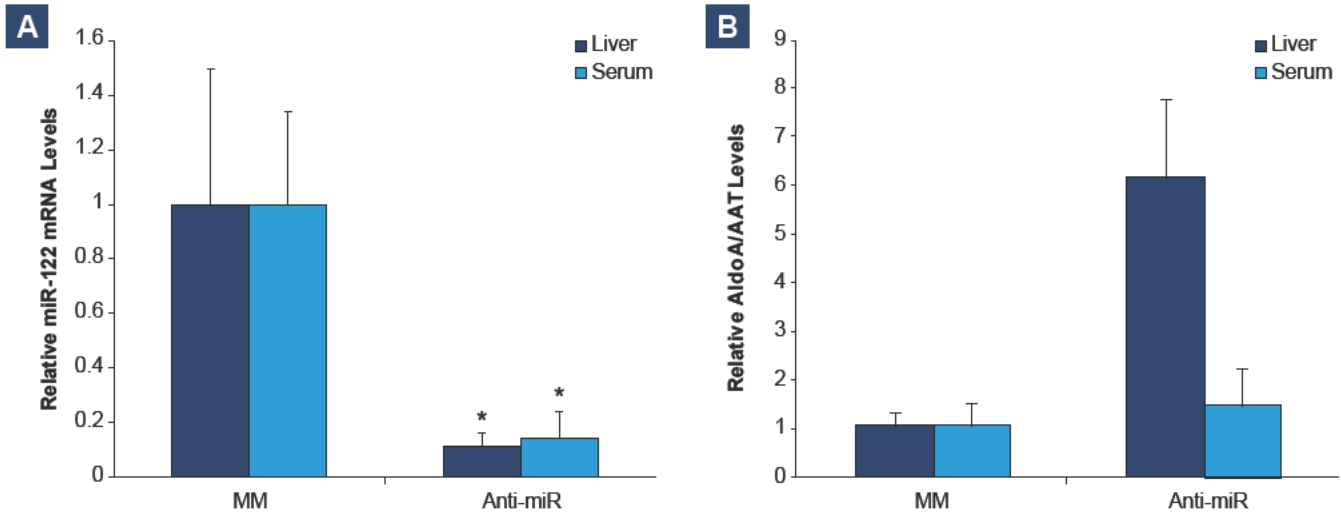 A
Relative miR-122 mRNA Levels
1.6
1.4
1.2
1
0.8
0.6
0.4
0.2
0
Liver
Serum
*
*
MM
Anti-miR
B
Relative AldoA/AAT Levels
9
8
7
6
5
4
3
2
1
0
Liver
Serum
MM
Anti-miR